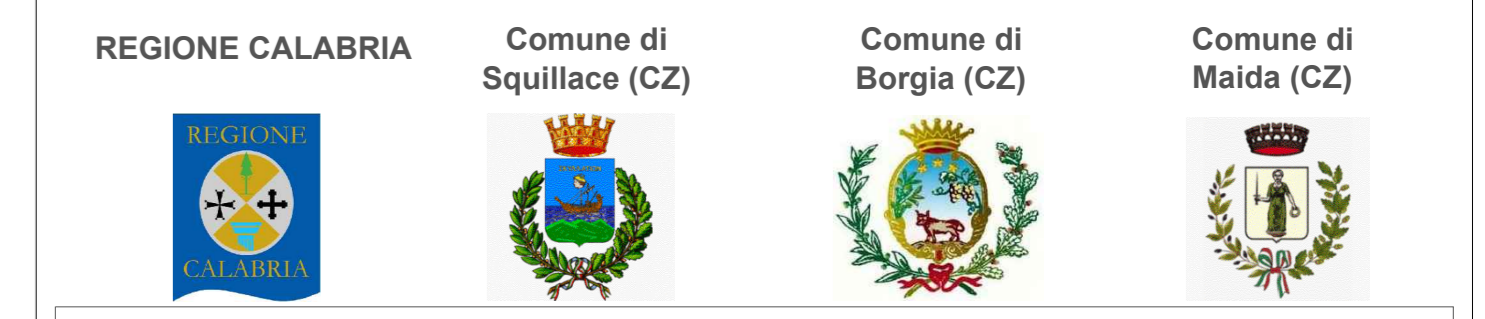 REGIONE CALABRIA
Comune di
Squillace (CZ)
Comune di
Borgia (CZ)
Comune di
Maida (CZ)
REGIONE
CALABRIA